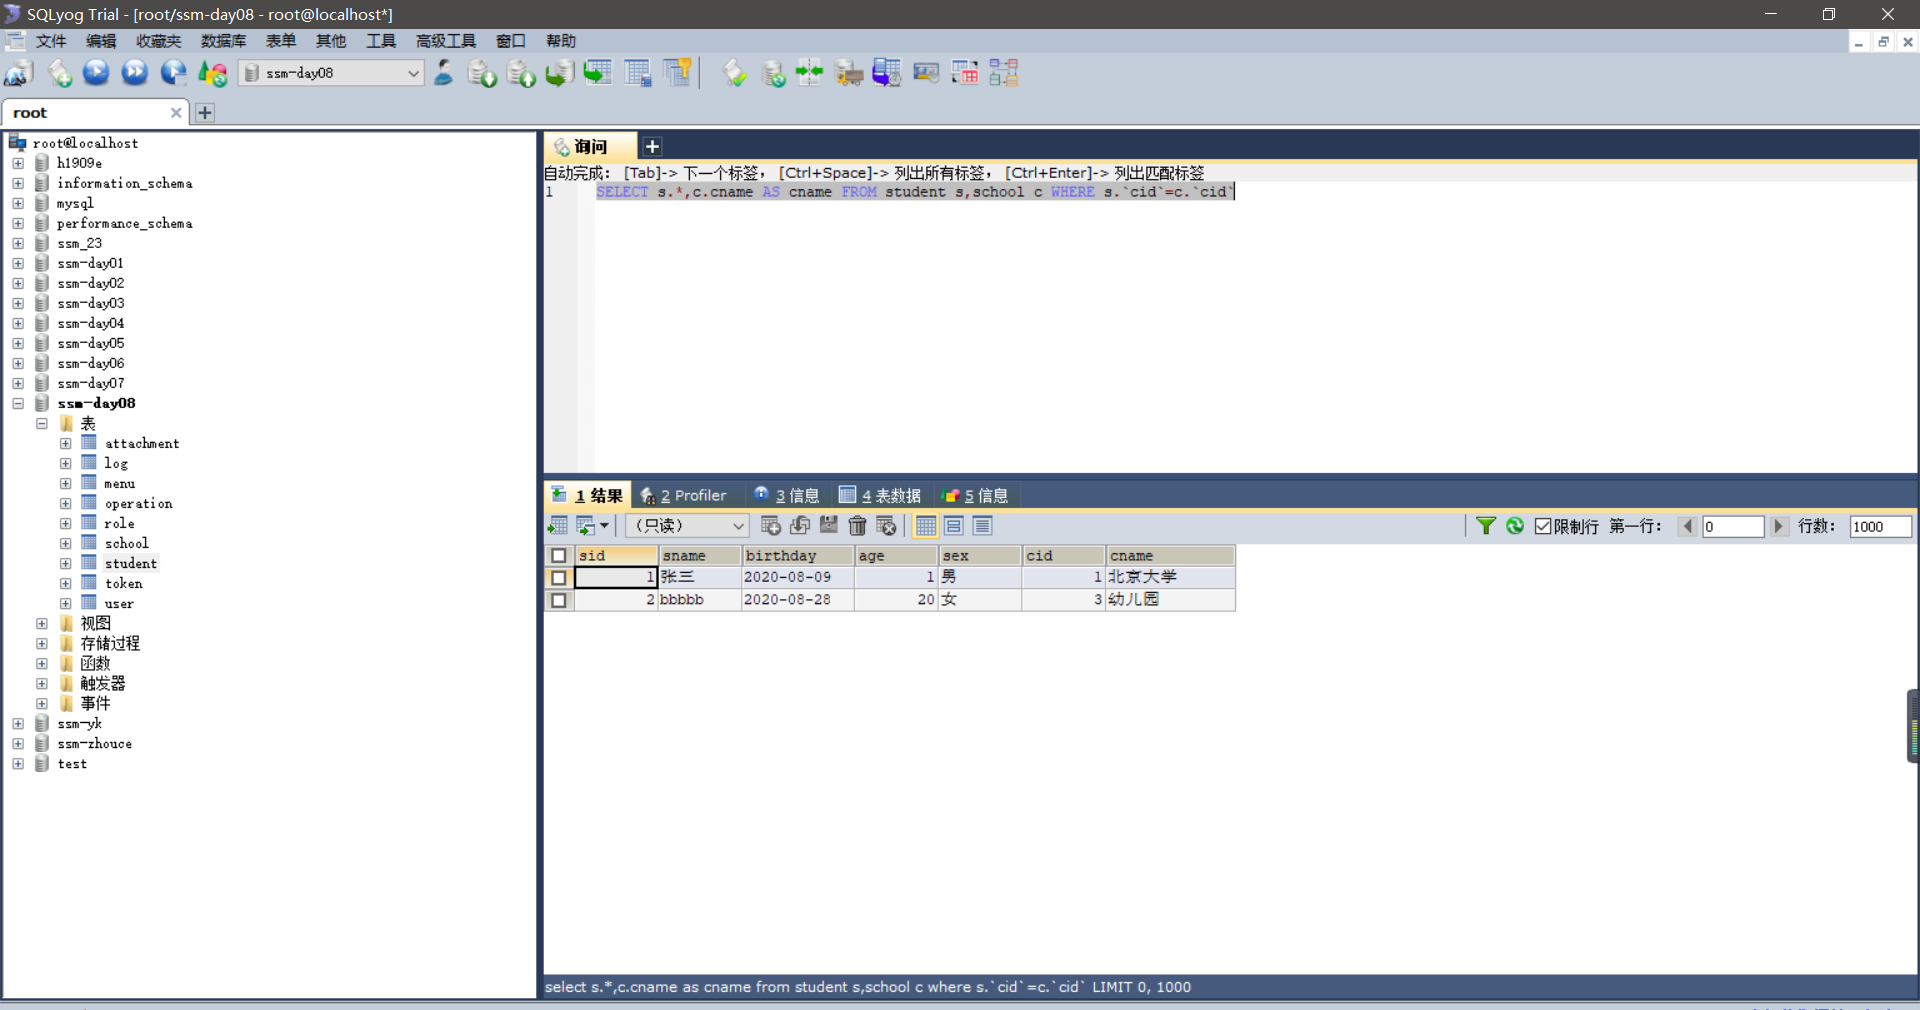 SQLyog Trial - [root/ssm-day08 - root@localhost*]
文件 编辑 收藏夹 数据库 表单 其他 工具 高级工具 窗口 帮助
ssm-day08
root
root@localhost
h1909e
information_schema
mysql
performance_schema
ssm_23
ssm-day01
ssm-day02
ssm-day03
ssm-day04
ssm-day05
ssm-day06
ssm-day07
ssm-day08
表
attachment
log
menu
operation
role
school
student
token
user
视图
存储过程
函数
触发器
事件
ssm-yk
ssm-zhouce
test
询问
自动完成: [Tab]-> 下一个标签, [Ctrl+Space]-> 列出所有标签, [Ctrl+Enter]-> 列出匹配标签
1 SELECT s.*,c.cname AS cname FROM student s,school c WHERE s.`cid`=c.`cid`
1 结果 2 Profiler 3 信息 4 表数据 5 信息
(只读) 限制行 第一行: 0 行数: 1000
sid sname birthday age sex cid cname
1 张三 2020-08-09 1 男 1 北京大学
2 bbbbb 2020-08-28 20 女 3 幼儿园
select s.*,c.cname as cname from student s,school c where s.`cid`=c.`cid` LIMIT 0, 1000